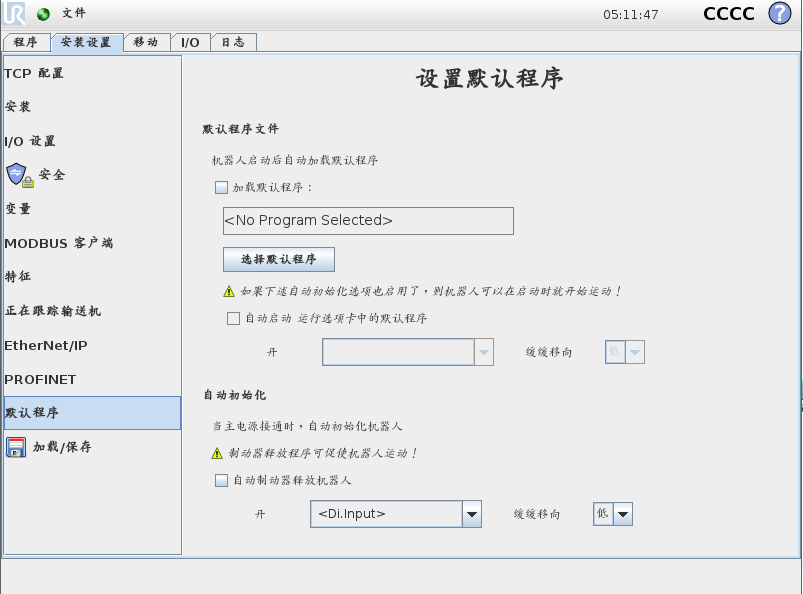 UR 文件 05:11:47 CCCC ?
程序 安装设置 移动 I/O 日志
TCP 配置
安装
I/O 设置
安全
变量
MODBUS 客户端
特征
正在跟踪输送机
EtherNet/IP
PROFINET
默认程序
加载/保存
设置默认程序
默认程序文件
机器人启动后自动加载默认程序
加载默认程序：
<No Program Selected>
选择默认程序
如果下述自动初始化选项也启用了，则机器人可以在启动时就开始运动！
自动启动 运行选项卡中的默认程序
开 缓缓移向 低
自动初始化
当主电源接通时，自动初始化机器人
制动器释放程序可促使机器人运动！
自动制动器释放机器人
开 <Di.Input> 缓缓移向 低